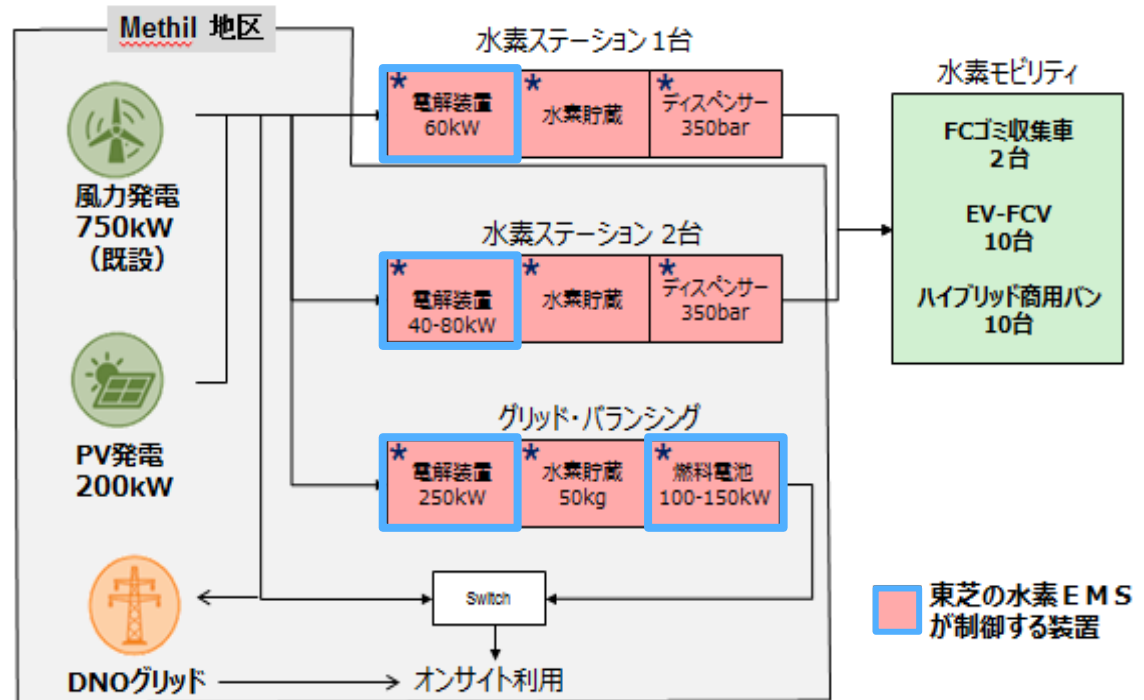 Methil 地区
風力発電
750kW
（既設）
PV発電
200kW
DNOグリッド
水素ステーション 1台
*
電解装置
60kW
*
水素貯蔵
*
ディスペンサー
350bar
水素ステーション 2台
*
電解装置
40-80kW
*
水素貯蔵
*
ディスペンサー
350bar
グリッド・バランシング
*
電解装置
250kW
*
水素貯蔵
50kg
*
燃料電池
100-150kW
Switch
オンサイト利用
水素モビリティ
FCゴミ収集車
2台
EV-FCV
10台
ハイブリッド商用バン
10台
東芝の水素ＥＭＳ
が制御する装置